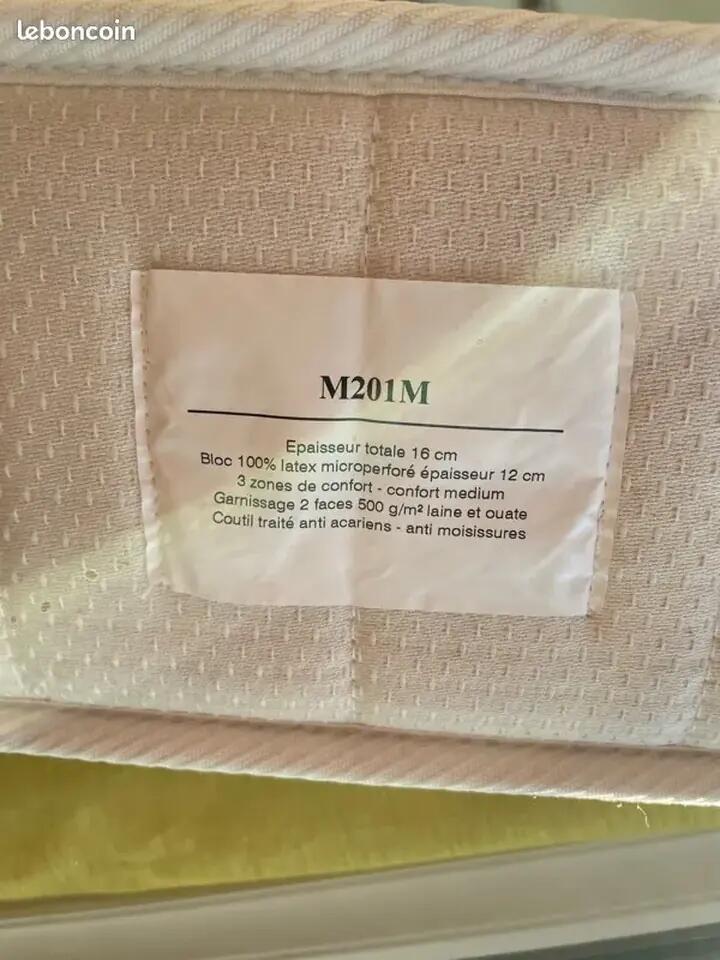 leboncoin
M201M
Epaisseur totale 16 cm
Bloc 100% latex microperforé épaisseur 12 cm
3 zones de confort - confort medium
Garnissage 2 faces 500 g/m² laine et ouate
Coutil traité anti acariens - anti moisissures